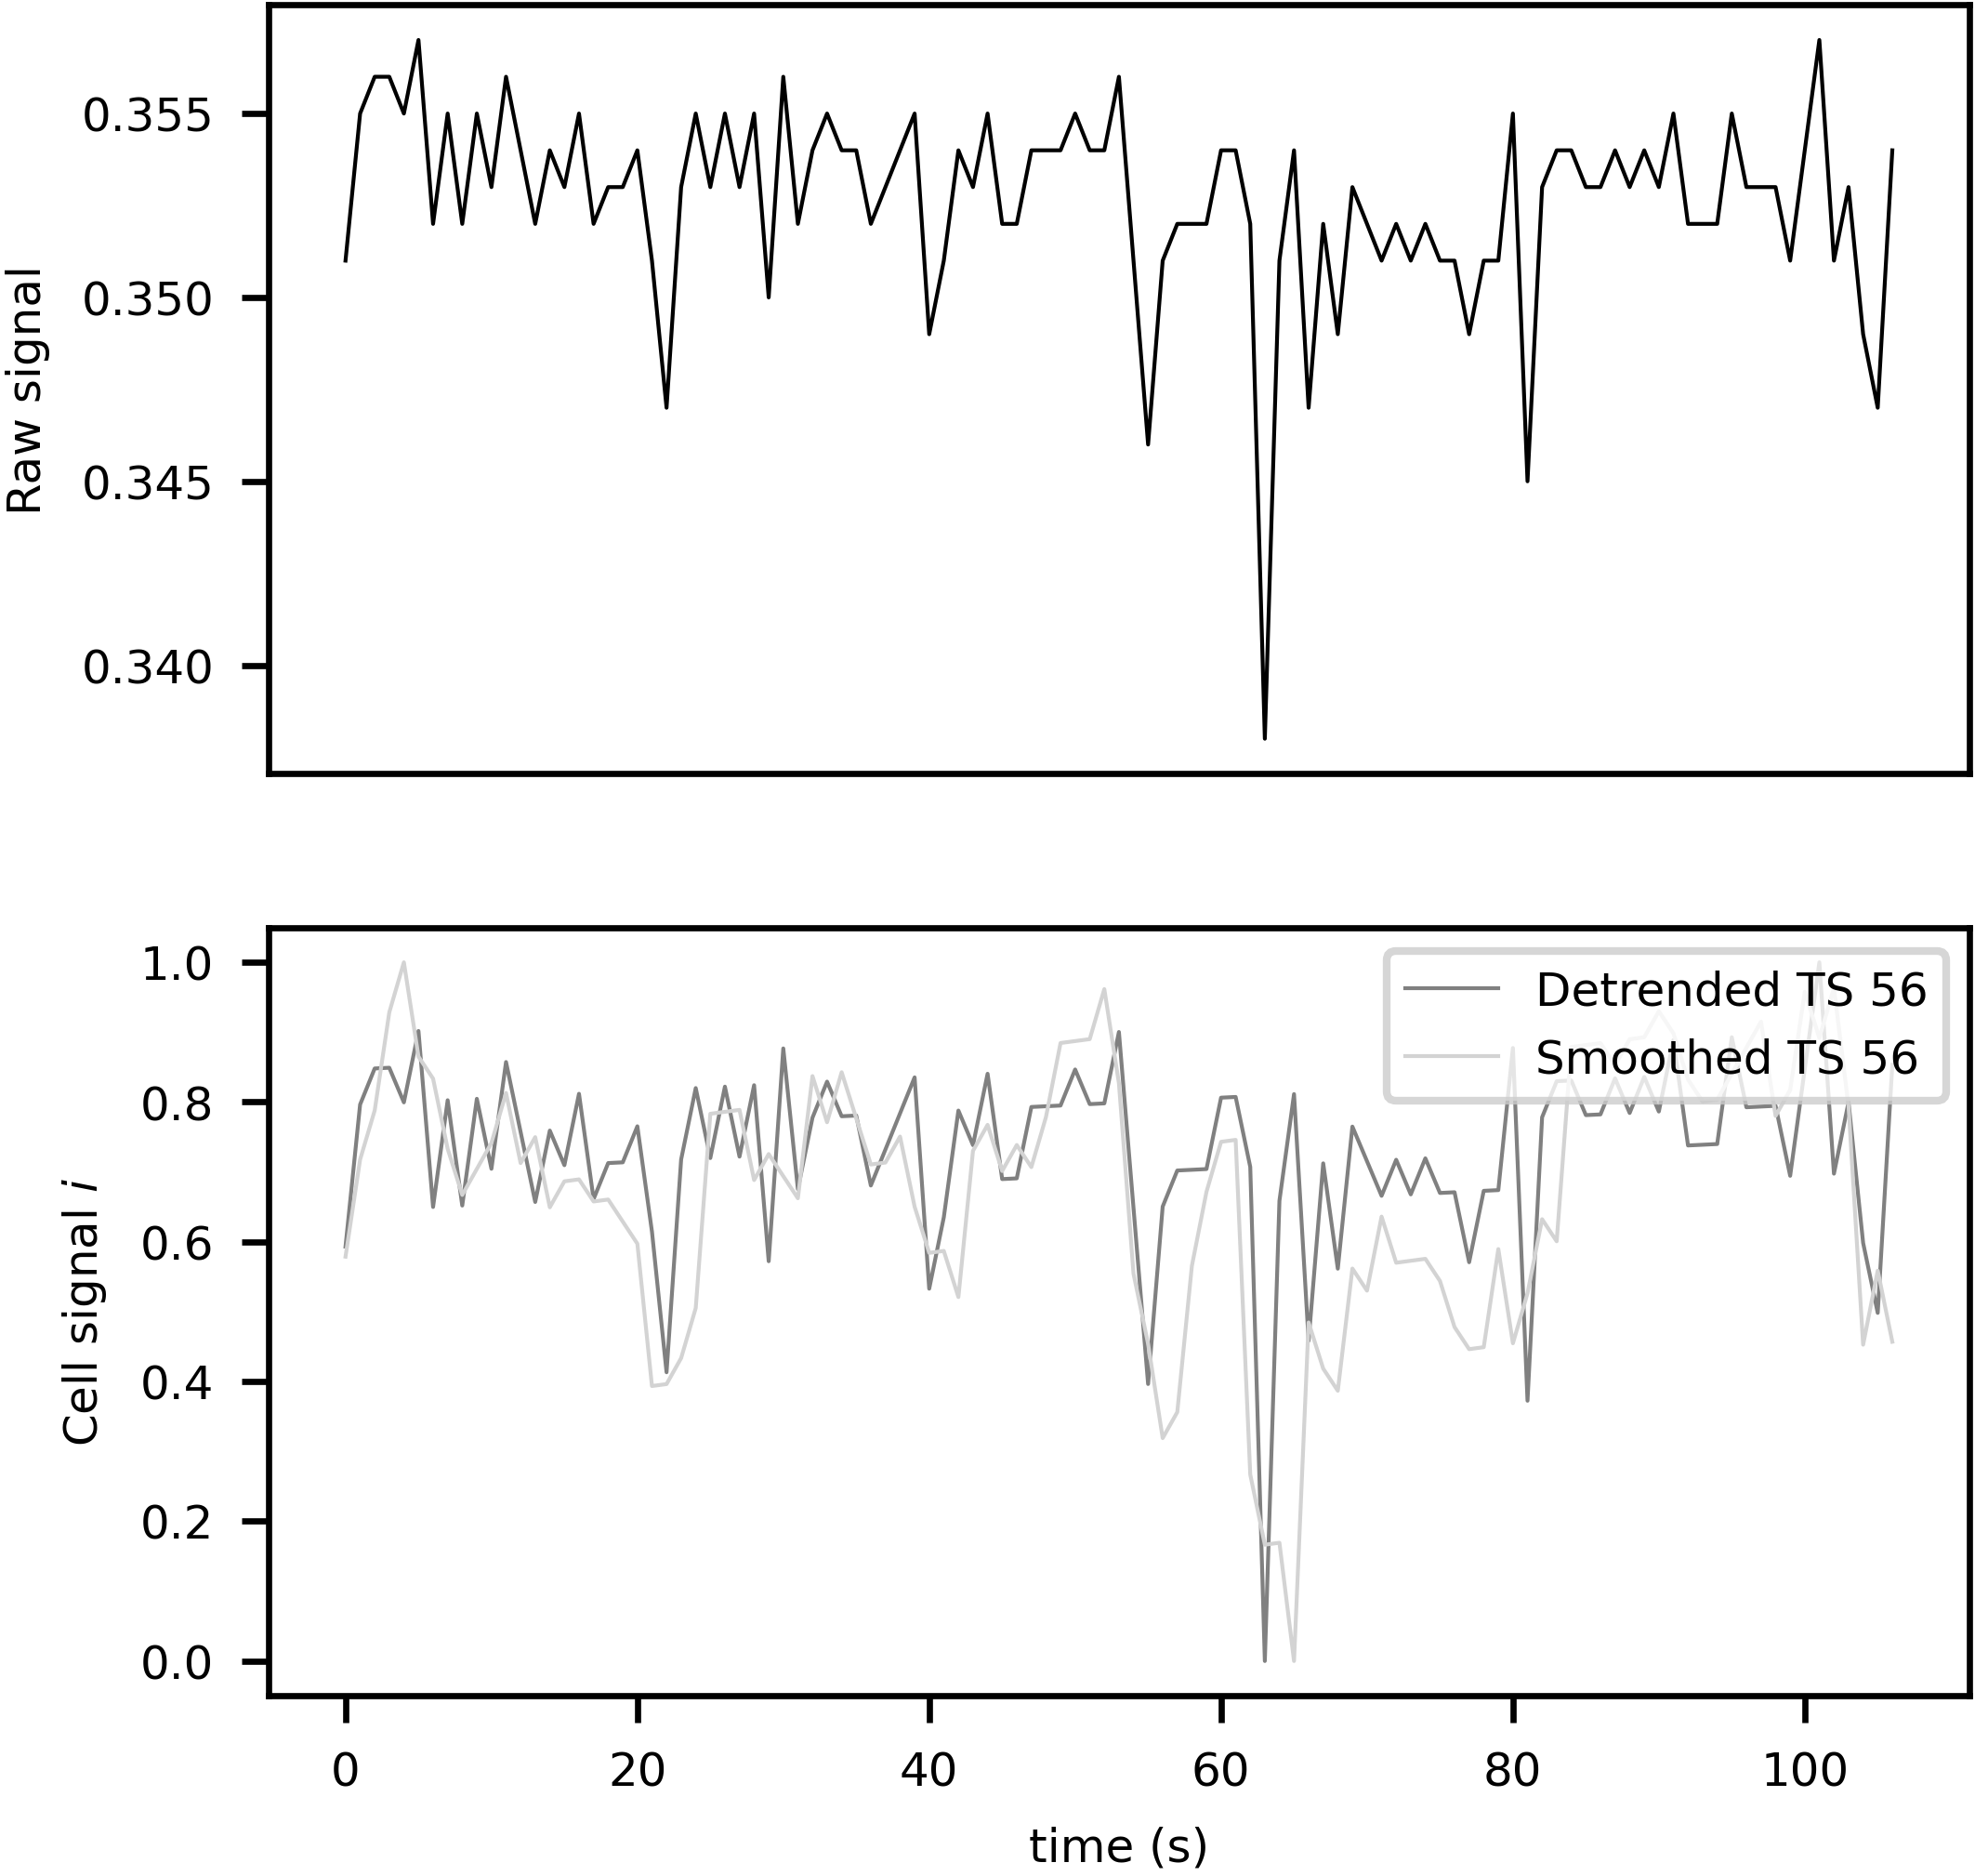 Raw signal
0.355
0.350
0.345
0.340
Cell signal i
1.0
0.8
0.6
0.4
0.2
0.0
Detrended TS 56
Smoothed TS 56
0 20 40 60 80 100
time (s)